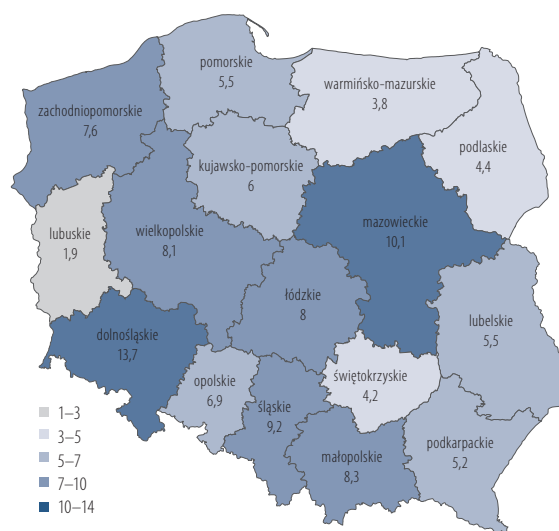 pomorskie
5,5
warmińsko-mazurskie
3,8
zachodniopomorskie
7,6
podlaskie
4,4
kujawsko-pomorskie
6
mazowieckie
10,1
lubuskie
1,9
wielkopolskie
8,1
łódzkie
8
lubelskie
5,5
dolnośląskie
13,7
opolskie
6,9
śląskie
9,2
świętokrzyskie
4,2
małopolskie
8,3
podkarpackie
5,2
1–3
3–5
5–7
7–10
10–14